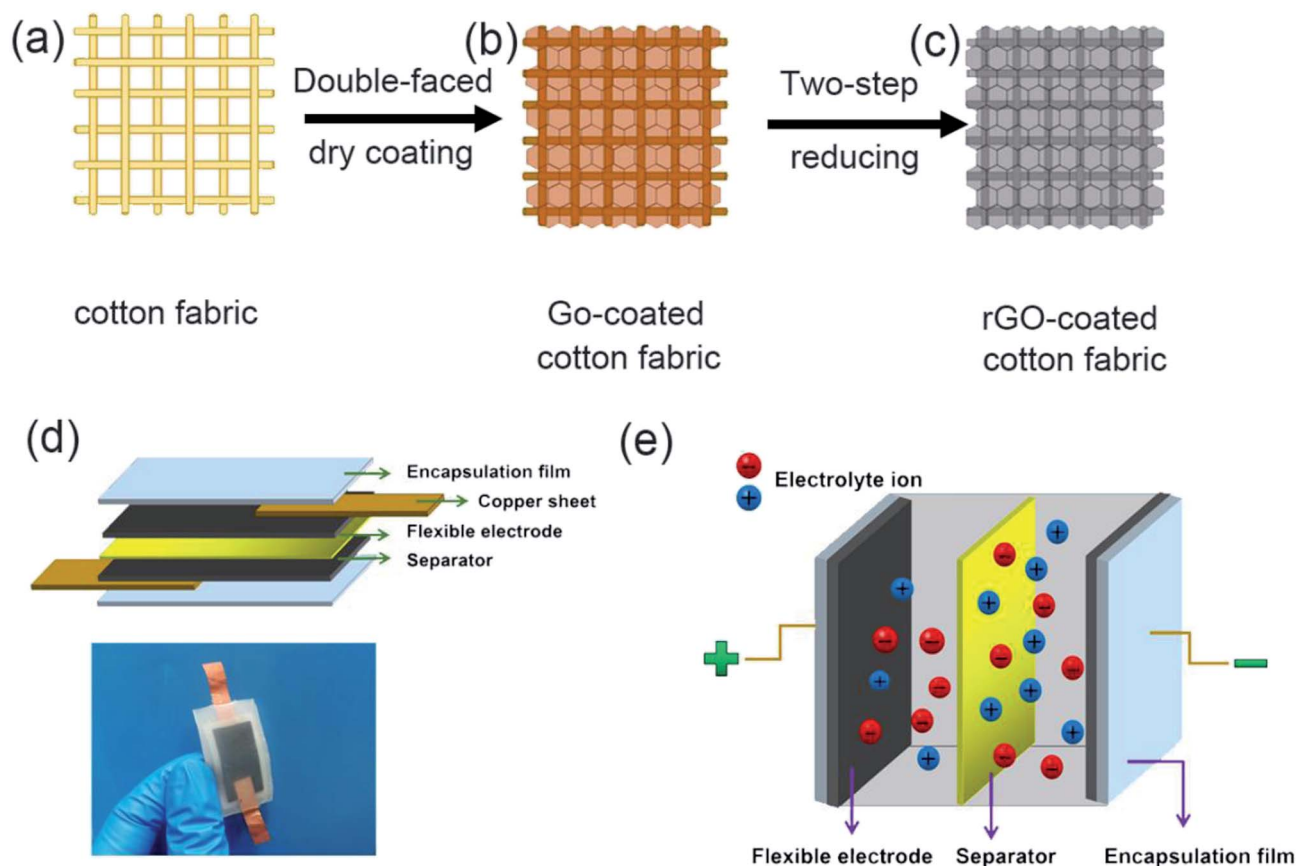 (a)
(b)
(c)
Double-faced
dry coating
Two-step
reducing
cotton fabric
Go-coated
cotton fabric
rGO-coated
cotton fabric
(d)
Encapsulation film
Copper sheet
Flexible electrode
Separator
(e)
Electrolyte ion
Flexible electrode
Separator
Encapsulation film